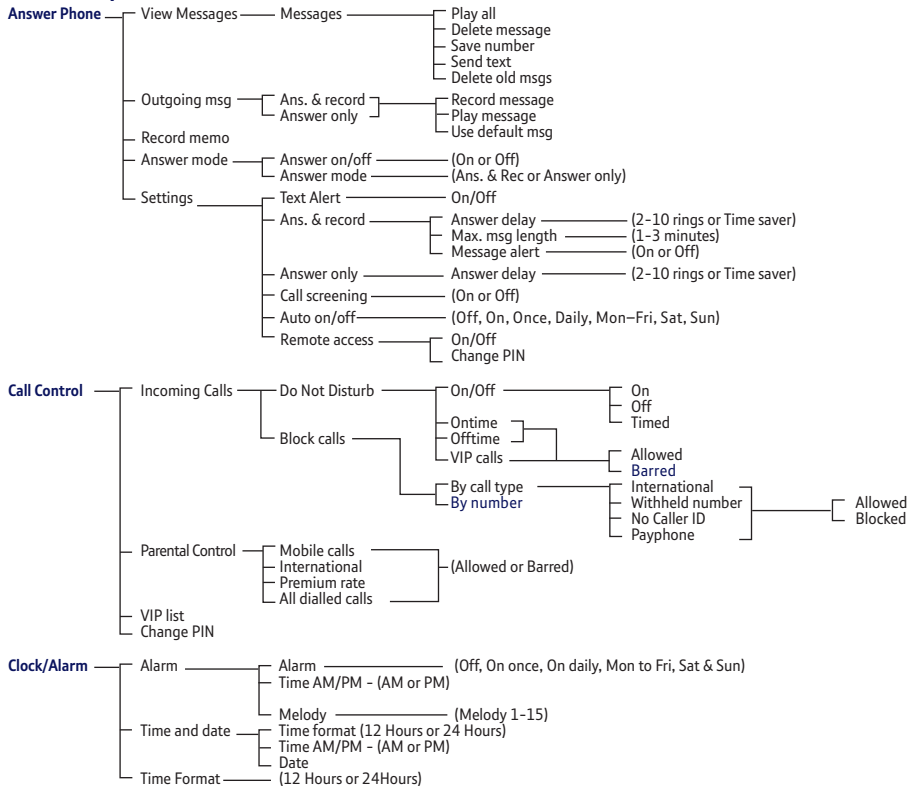 Answer Phone View Messages Messages Play all
Delete message
Save number
Send text
Delete old msgs
Outgoing msg Ans. & record Record message
Answer only Play message
Use default msg
Record memo
Answer mode Answer on/off (On or Off)
Answer mode (Ans. & Rec or Answer only)
Settings Text Alert On/Off
Ans. & record Answer delay (2-10 rings or Time saver)
Max. msg length (1-3 minutes)
Message alert (On or Off)
Answer only Answer delay (2-10 rings or Time saver)
Call screening (On or Off)
Auto on/off (Off, On, Once, Daily, Mon–Fri, Sat, Sun)
Remote access On/Off
Change PIN
Call Control Incoming Calls Do Not Disturb On/Off On
Off
Timed
Ontime
Block calls Offtime
VIP calls Allowed
Barred
By call type International
By number Withheld number Allowed
No Caller ID Blocked
Payphone
Parental Control Mobile calls
International (Allowed or Barred)
Premium rate
All dialled calls
VIP list
Change PIN
Clock/Alarm Alarm Alarm (Off, On once, On daily, Mon to Fri, Sat & Sun)
Time AM/PM - (AM or PM)
Melody (Melody 1-15)
Time and date Time format (12 Hours or 24 Hours)
Time AM/PM - (AM or PM)
Date
Time Format (12 Hours or 24Hours)